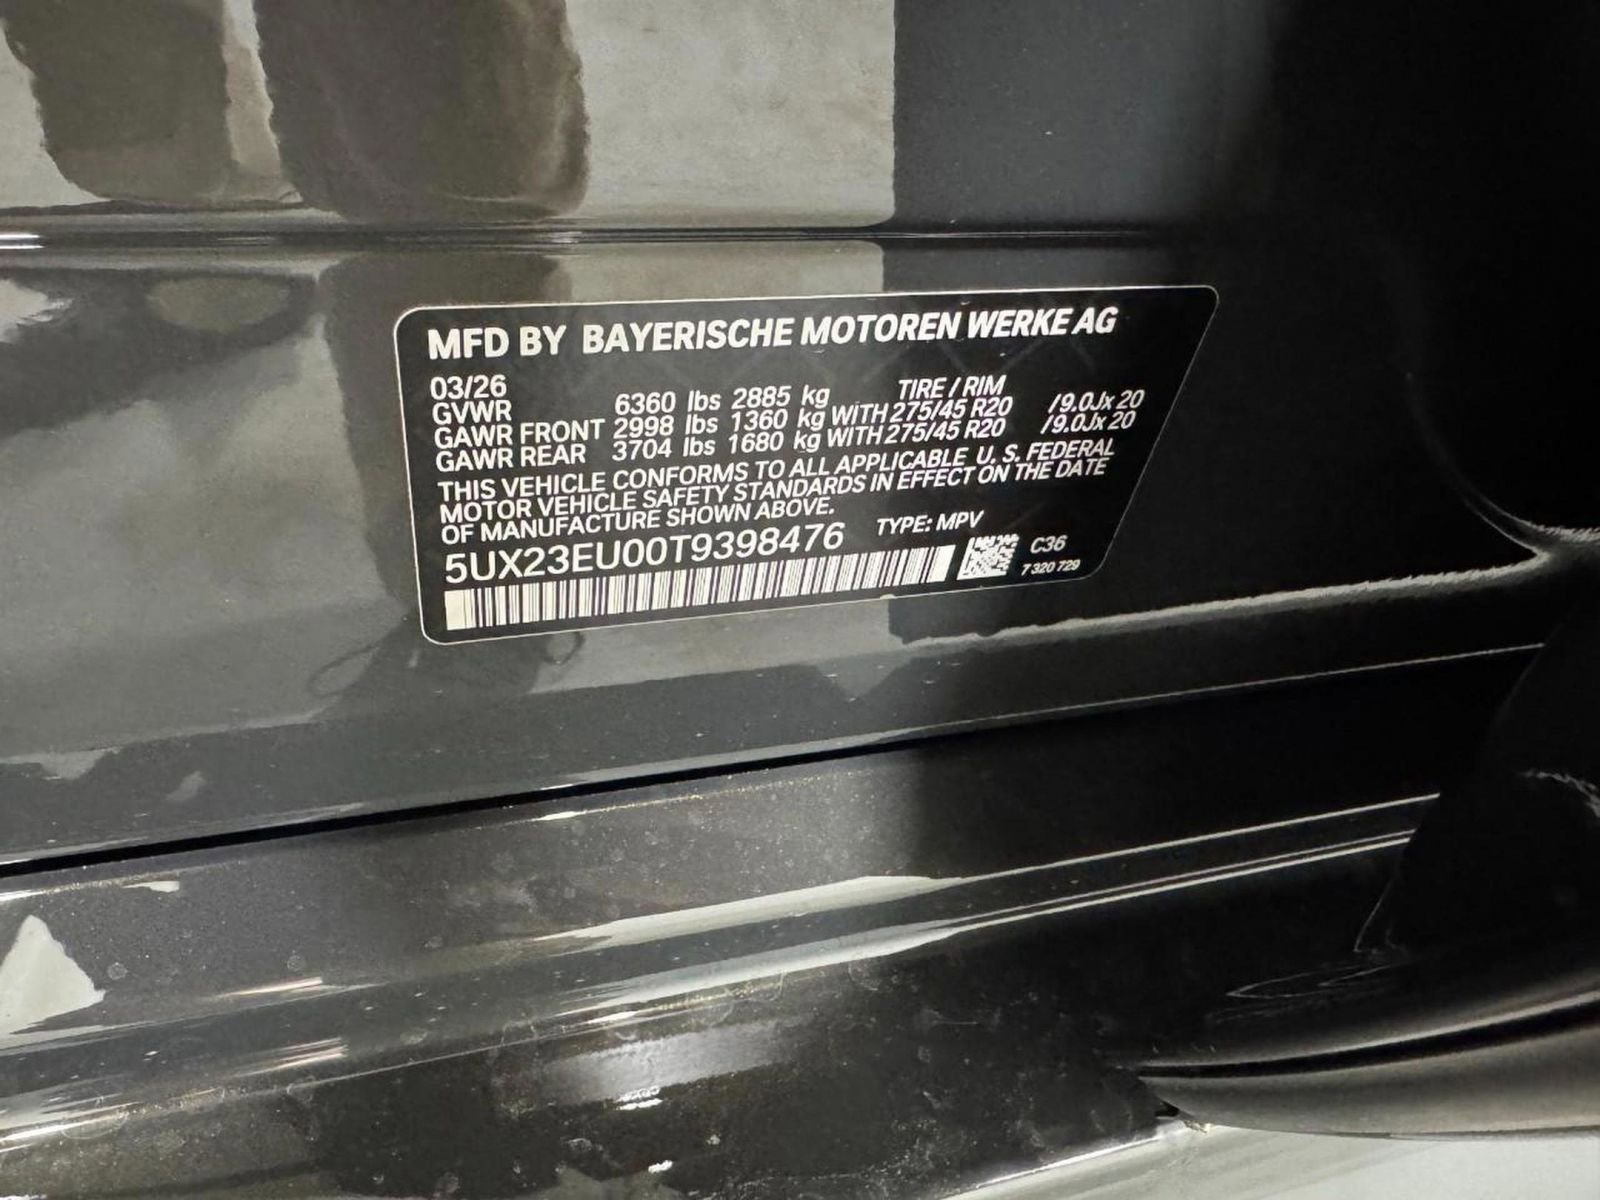 MFD BY BAYERISCHE MOTOREN WERKE AG
03/26 TIRE / RIM
GVWR 6360 lbs 2885 kg
GAWR FRONT 2998 lbs 1360 kg WITH 275/45 R20 /9.0Jx 20
GAWR REAR 3704 lbs 1680 kg WITH 275/45 R20 /9.0Jx 20
THIS VEHICLE CONFORMS TO ALL APPLICABLE U. S. FEDERAL
MOTOR VEHICLE SAFETY STANDARDS IN EFFECT ON THE DATE
OF MANUFACTURE SHOWN ABOVE.
5UX23EU00T9398476 TYPE: MPV
C36
7 320 729